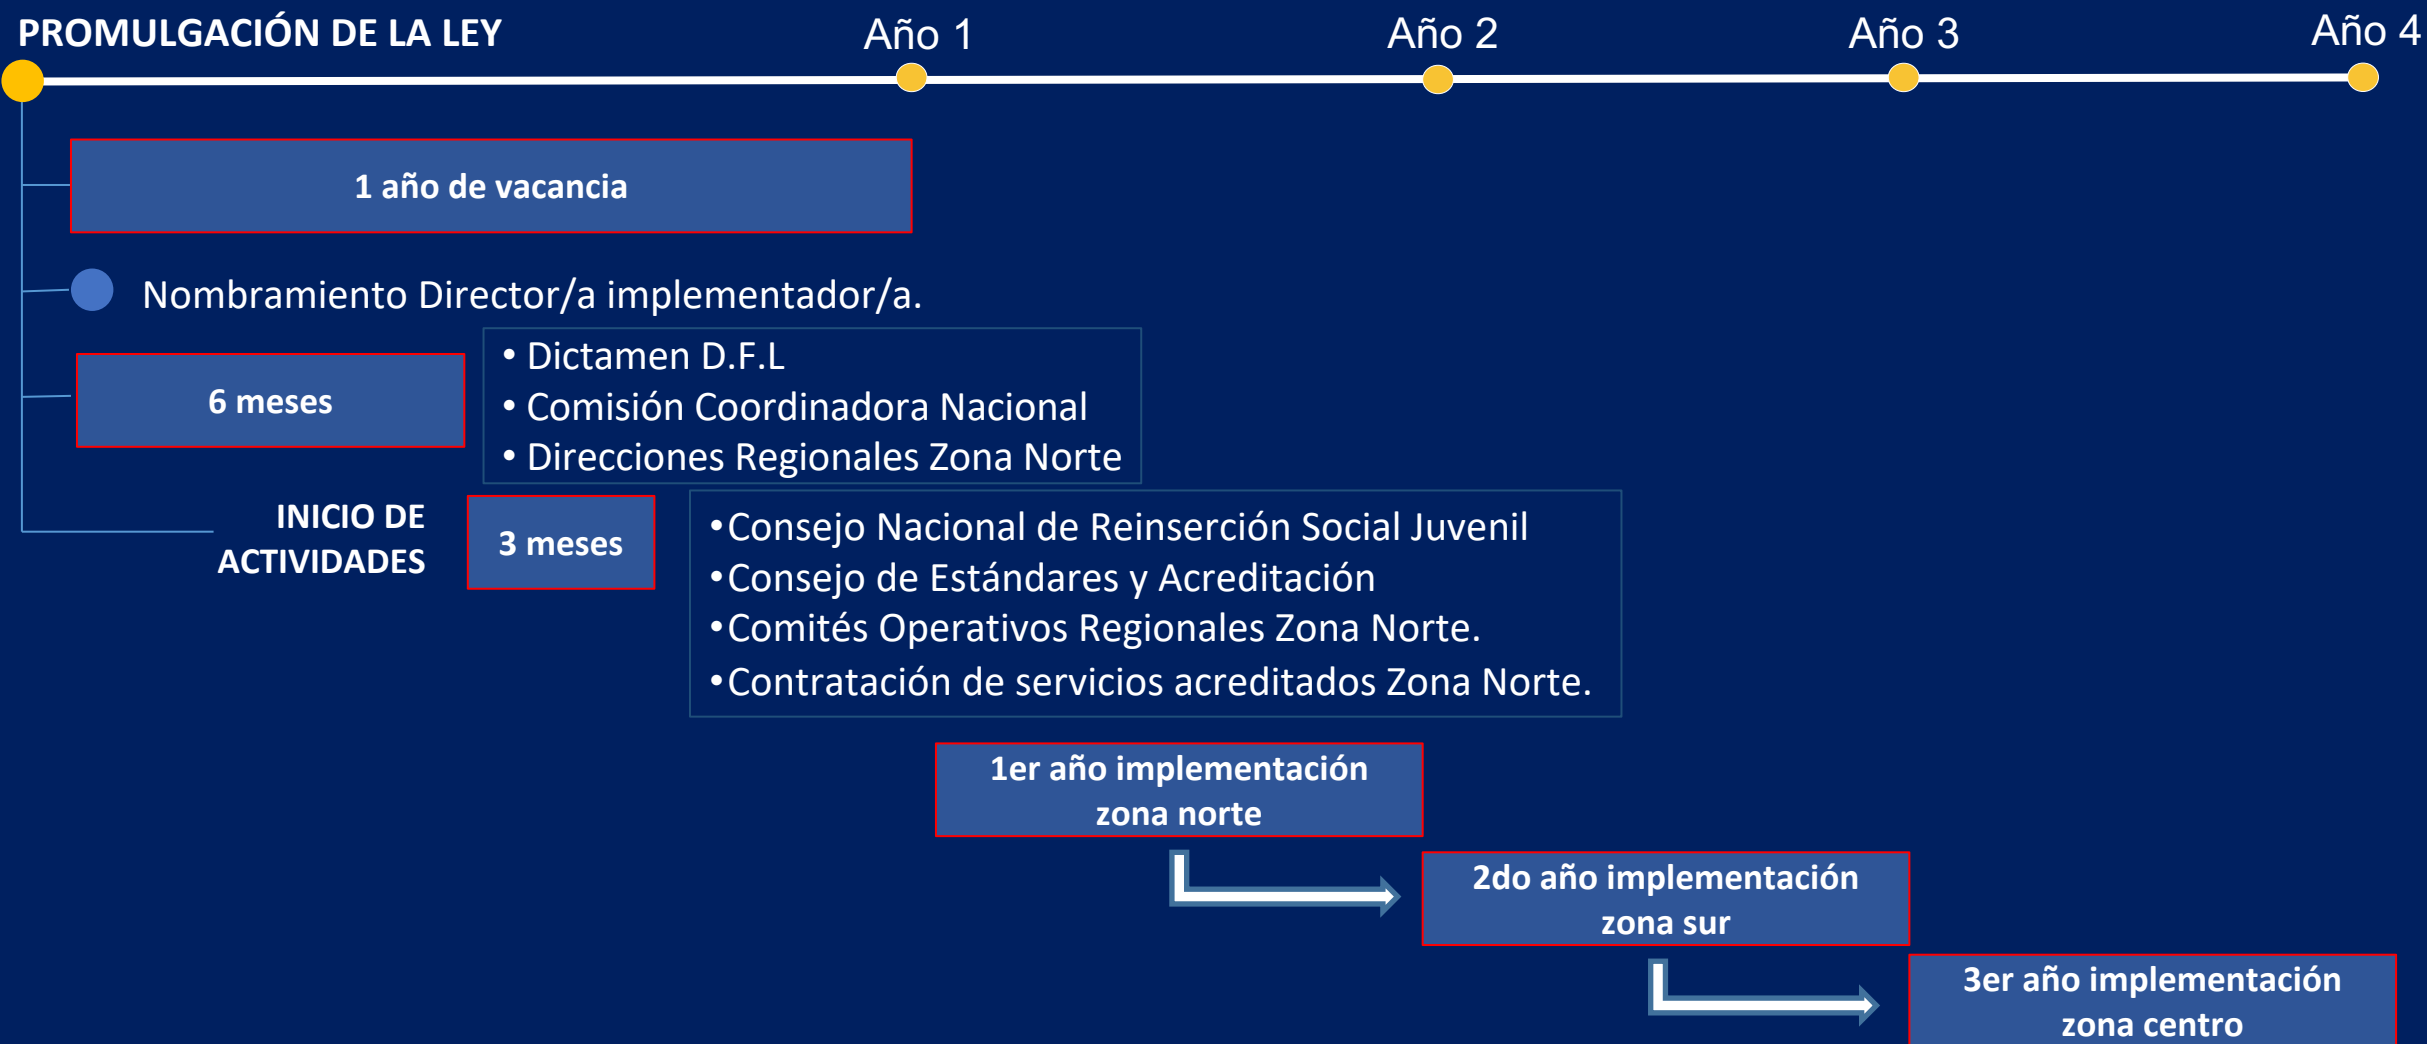 PROMULGACIÓN DE LA LEY
Año 1
Año 2
Año 3
Año 4
1 año de vacancia
Nombramiento Director/a implementador/a.
6 meses
• Dictamen D.F.L
• Comisión Coordinadora Nacional
• Direcciones Regionales Zona Norte
INICIO DE
ACTIVIDADES
3 meses
• Consejo Nacional de Reinserción Social Juvenil
• Consejo de Estándares y Acreditación
• Comités Operativos Regionales Zona Norte.
• Contratación de servicios acreditados Zona Norte.
1er año implementación
zona norte
2do año implementación
zona sur
3er año implementación
zona centro